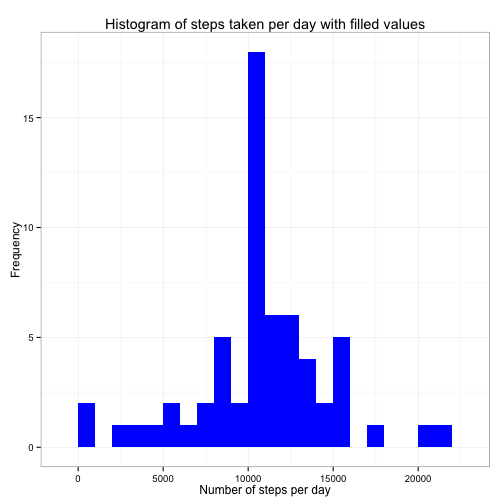 Histogram of steps taken per day with filled values
Frequency
15
10
5
0
0 5000 10000 15000 20000
Number of steps per day